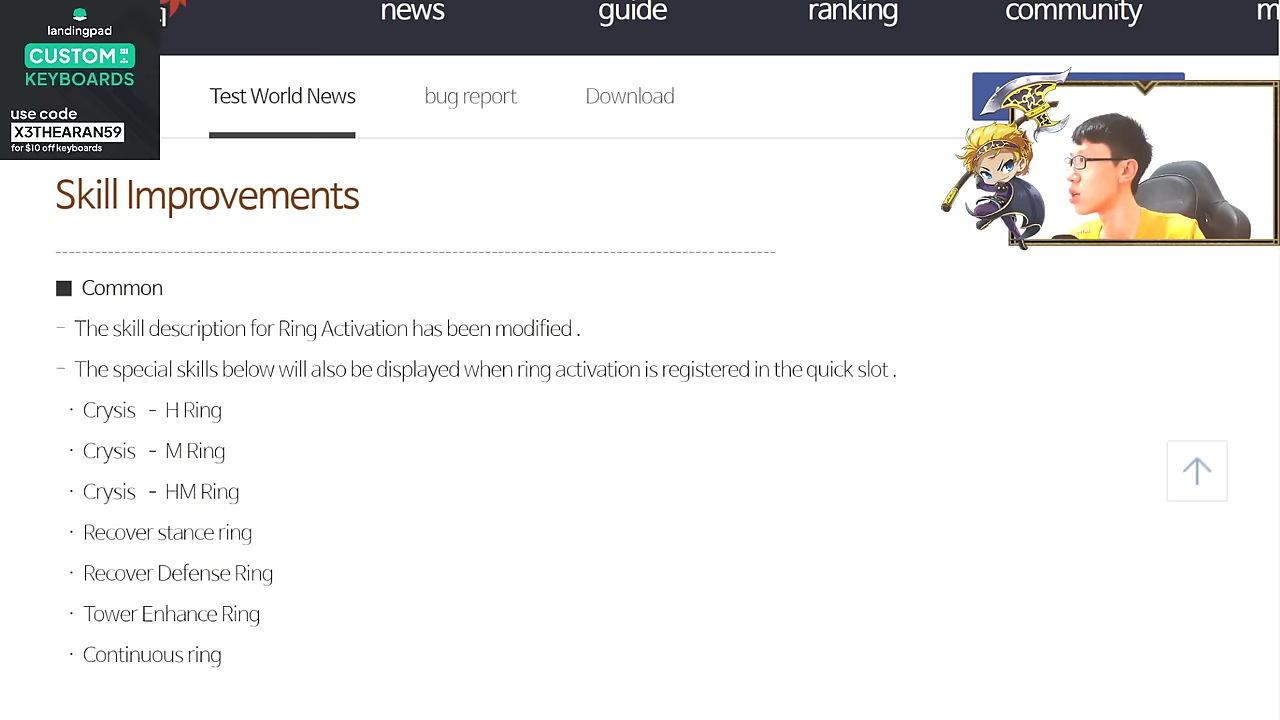 landingpad
CUSTOM
KEYBOARDS
use code
X3THEARAN59
for $10 off keyboards
news guide ranking community m
Test World News bug report Download
Skill Improvements
■ Common
- The skill description for Ring Activation has been modified .
- The special skills below will also be displayed when ring activation is registered in the quick slot .
· Crysis - H Ring
· Crysis - M Ring
· Crysis - HM Ring
· Recover stance ring
· Recover Defense Ring
· Tower Enhance Ring
· Continuous ring